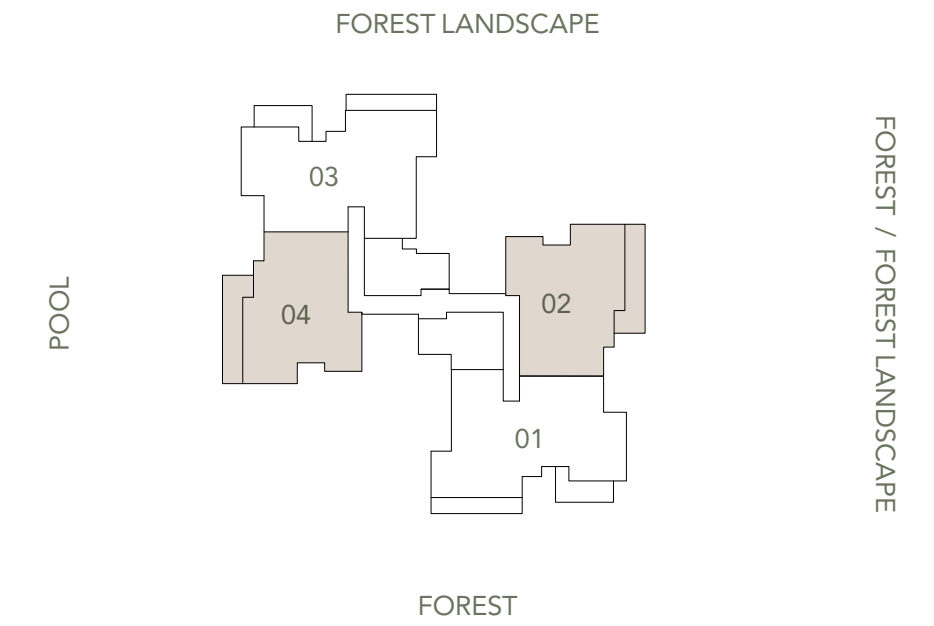 FOREST LANDSCAPE
03
04
02
01
POOL
FOREST / FOREST LANDSCAPE
FOREST